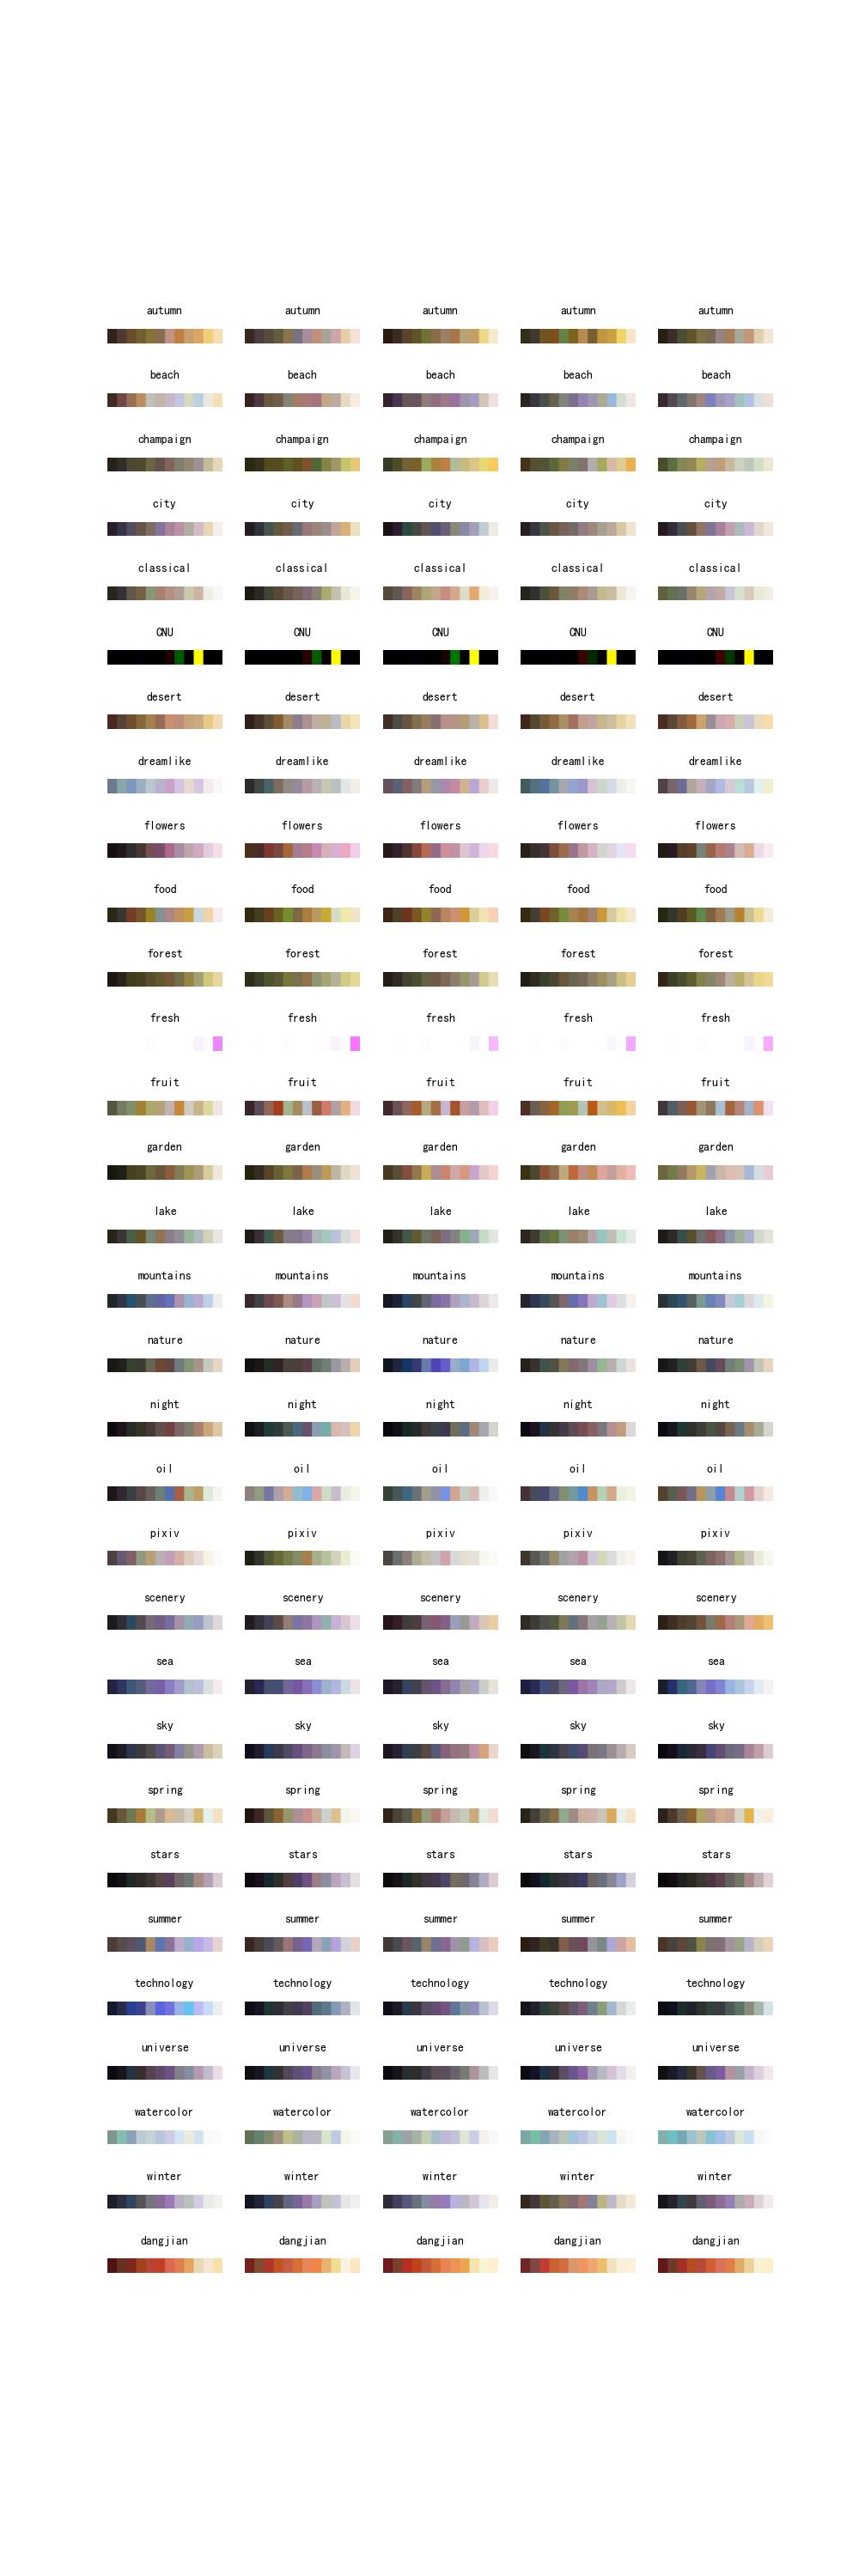 autumn autumn autumn autumn autumn
beach beach beach beach beach
champaign champaign champaign champaign champaign
city city city city city
classical classical classical classical classical
CNU CNU CNU CNU CNU
desert desert desert desert desert
dreamlike dreamlike dreamlike dreamlike dreamlike
flowers flowers flowers flowers flowers
food food food food food
forest forest forest forest forest
fresh fresh fresh fresh fresh
fruit fruit fruit fruit fruit
garden garden garden garden garden
lake lake lake lake lake
mountains mountains mountains mountains mountains
nature nature nature nature nature
night night night night night
oil oil oil oil oil
pixiv pixiv pixiv pixiv pixiv
scenery scenery scenery scenery scenery
sea sea sea sea sea
sky sky sky sky sky
spring spring spring spring spring
stars stars stars stars stars
summer summer summer summer summer
technology technology technology technology technology
universe universe universe universe universe
watercolor watercolor watercolor watercolor watercolor
winter winter winter winter winter
dangjian dangjian dangjian dangjian dangjian